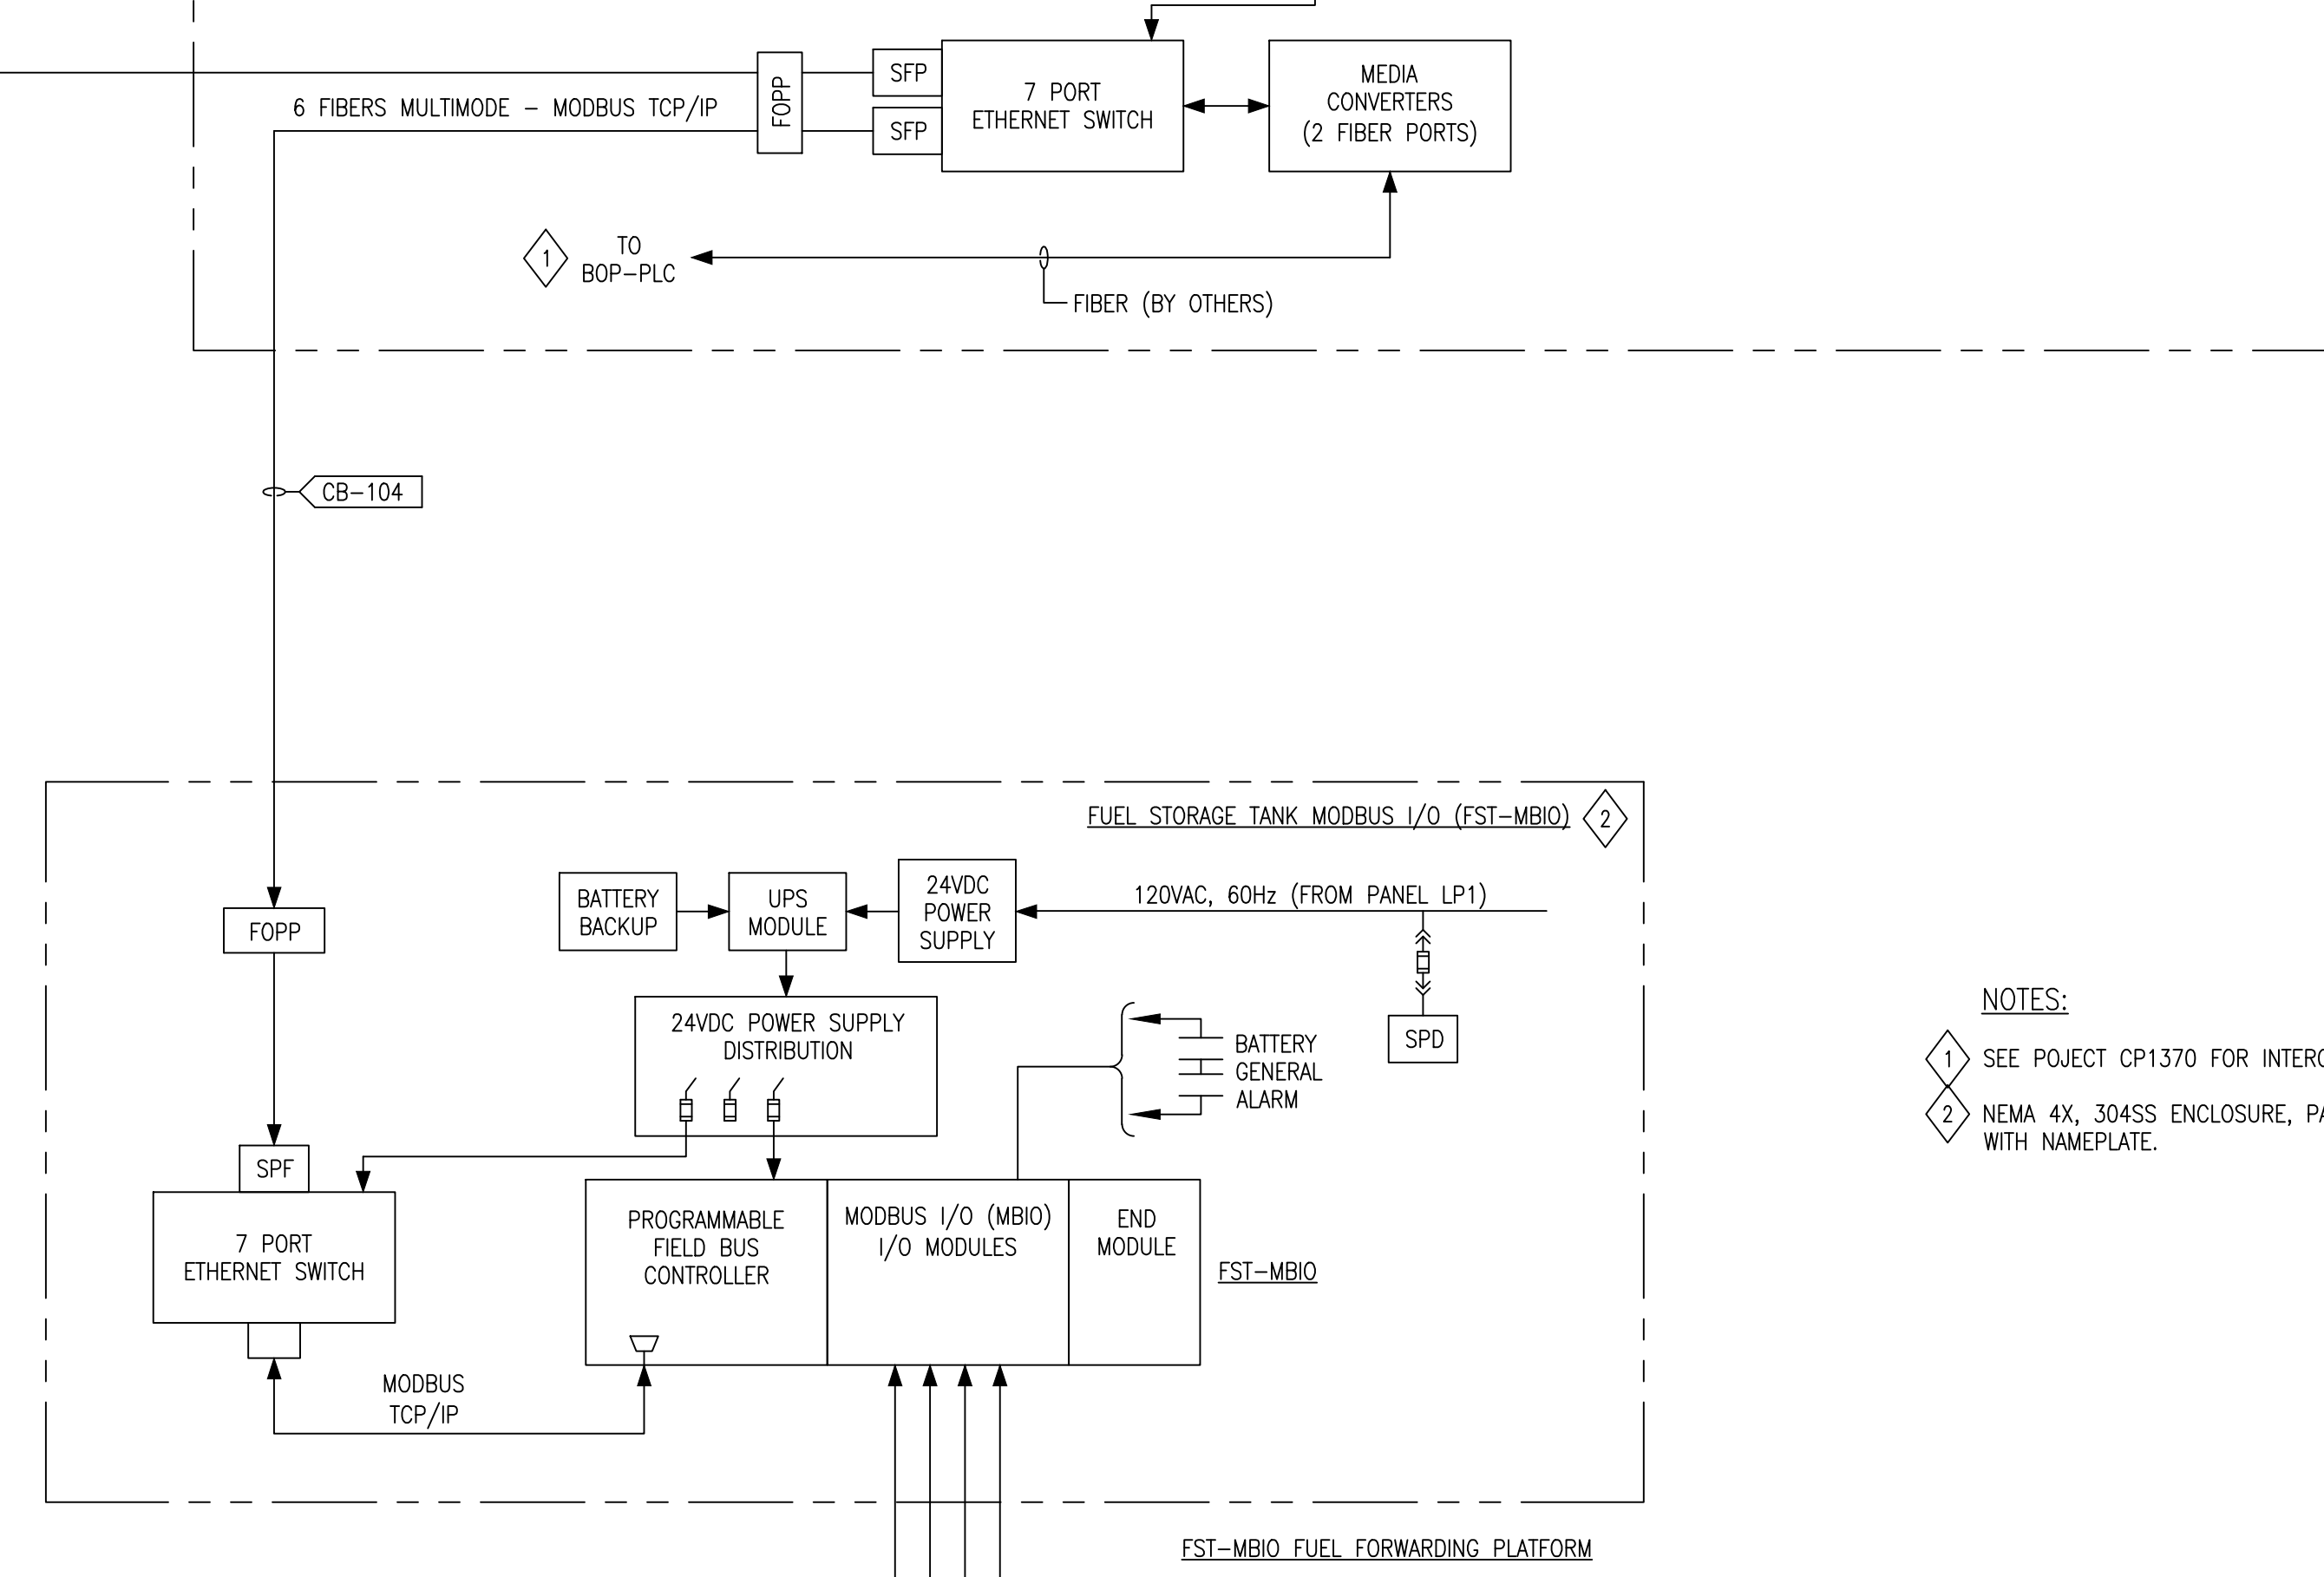 SFP
FOPP
7 PORT
ETHERNET SWITCH
MEDIA
CONVERTERS
(2 FIBER PORTS)
6 FIBERS MULTIMODE - MODBUS TCP/IP
SFP
1
TO
BOP-PLC
FIBER (BY OTHERS)
CB-104
FUEL STORAGE TANK MODBUS I/O (FST-MBIO)
2
BATTERY
BACKUP
UPS
MODULE
24VDC
POWER
SUPPLY
120VAC, 60Hz (FROM PANEL LP1)
FOPP
24VDC POWER SUPPLY
DISTRIBUTION
BATTERY
GENERAL
ALARM
SPD
NOTES:
1
SEE POJECT CP1370 FOR
2
NEMA 4X, 304SS ENCLOSURE,
WITH NAMEPLATE.
SPF
7 PORT
ETHERNET SWITCH
PROGRAMMABLE
FIELD BUS
CONTROLLER
MODBUS I/O (MBIO)
I/O MODULES
END
MODULE
FST-MBIO
MODBUS
TCP/IP
FST-MBIO FUEL FORWARDING PLATFORM